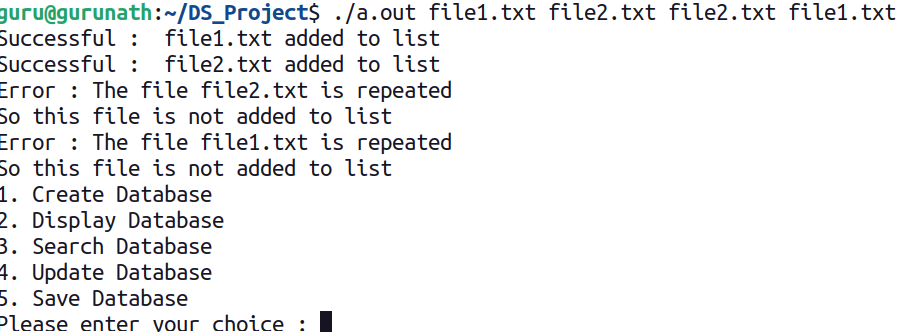 guru@gurunath:~/DS_Project$ ./a.out file1.txt file2.txt file2.txt file1.txt
Successful :  file1.txt added to list
Successful :  file2.txt added to list
Error : The file file2.txt is repeated
So this file is not added to list
Error : The file file1.txt is repeated
So this file is not added to list
1. Create Database
2. Display Database
3. Search Database
4. Update Database
5. Save Database
Please enter your choice :